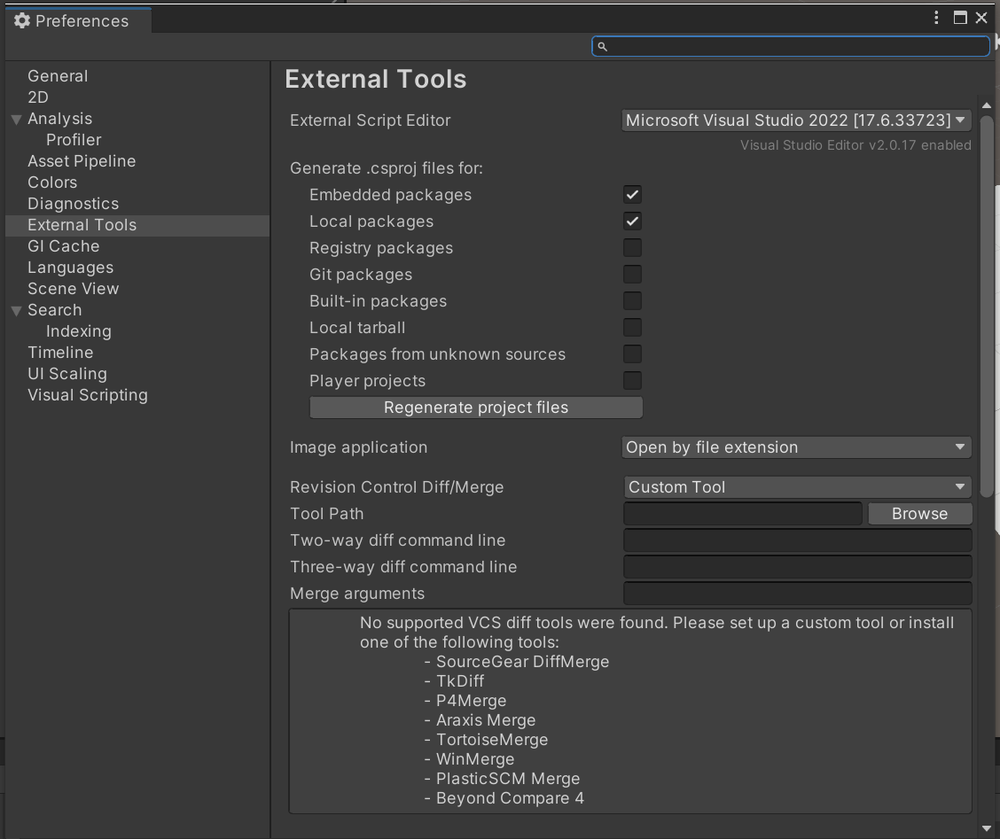 Preferences
General
2D
Analysis
Profiler
Asset Pipeline
Colors
Diagnostics
External Tools
GI Cache
Languages
Scene View
Search
Indexing
Timeline
UI Scaling
Visual Scripting
External Tools
External Script Editor
Microsoft Visual Studio 2022 [17.6.33723]
Visual Studio Editor v2.0.17 enabled
Generate .csproj files for:
Embedded packages
Local packages
Registry packages
Git packages
Built-in packages
Local tarball
Packages from unknown sources
Player projects
Regenerate project files
Image application
Open by file extension
Revision Control Diff/Merge
Custom Tool
Tool Path
Browse
Two-way diff command line
Three-way diff command line
Merge arguments
No supported VCS diff tools were found. Please set up a custom tool or install
one of the following tools:
- SourceGear DiffMerge
- TkDiff
- P4Merge
- Araxis Merge
- TortoiseMerge
- WinMerge
- PlasticSCM Merge
- Beyond Compare 4